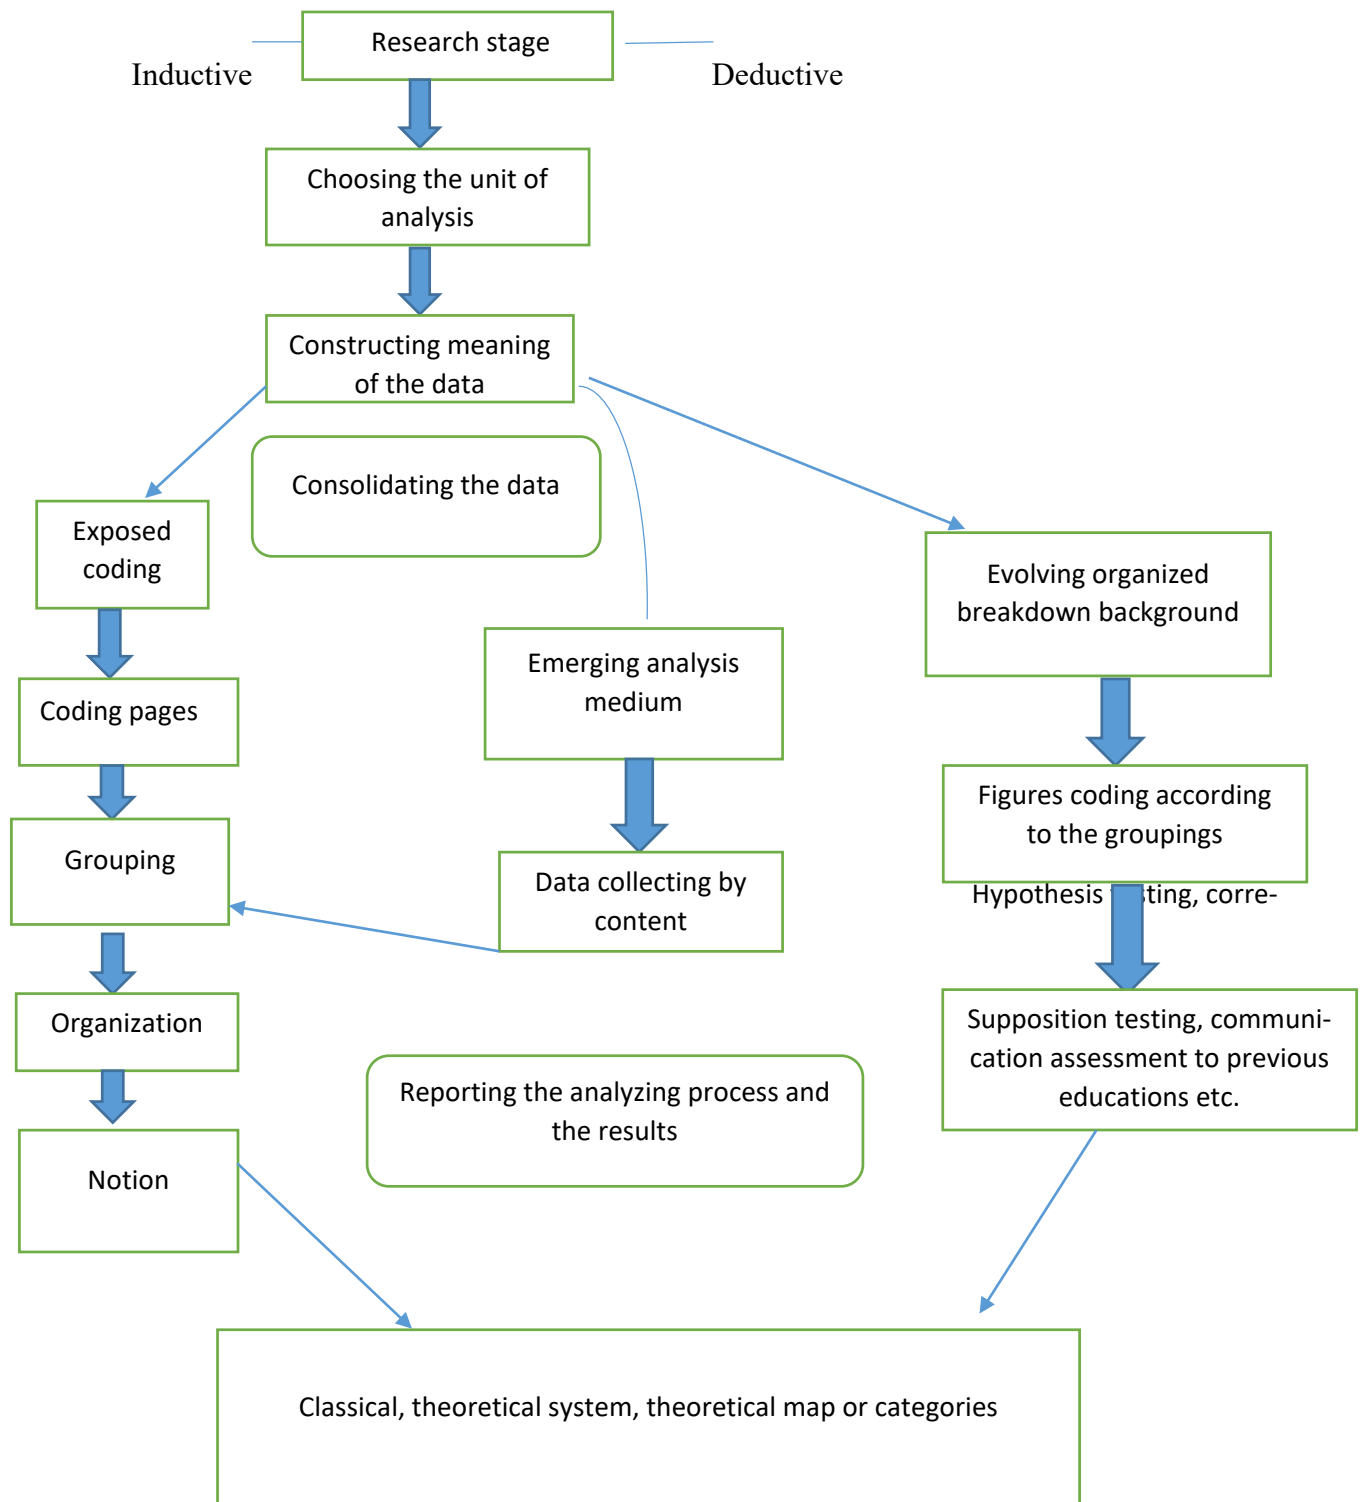 Research stage
Inductive
Deductive
Choosing the unit of
analysis
Constructing meaning
of the data
Consolidating the data
Exposed
coding
Evolving organized
breakdown background
Emerging analysis
medium
Coding pages
Figures coding according
to the groupings
Grouping
Data collecting by
content
Hypothesis sting, corre-
Organization
Supposition testing, communi-
cation assessment to previous
educations etc.
Reporting the analyzing process and
the results
Notion
Classical, theoretical system, theoretical map or categories